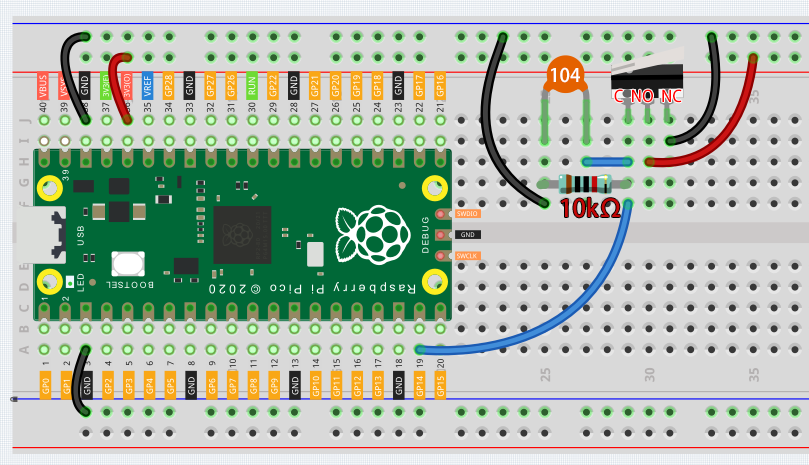 104
C NO NC
VBUS VSYS GND 3V3(E) 3V3(O) VREF GP28 GND GP27 GP26 RUN GP22 GND GP21 GP20 GP19 GP18 GND GP17 GP16
40 39 38 37 36 35 34 33 32 31 30 29 28 27 26 25 24 23 22 21
35
J
I
H
G
F
39
10kΩ
USB
DEBUG
SWDIO
GND
SWCLK
LED
BOOTSEL
Raspberry Pi Pico © 2020
1 2
E
D
C
B
A
1 2 3 4 5 6 7 8 9 10 11 12 13 14 15 16 17 18 19 20
25 30 35
GP0 GP1 GND GP2 GP3 GP4 GP5 GND GP6 GP7 GP8 GP9 GND GP10 GP11 GP12 GP13 GND GP14 GP15